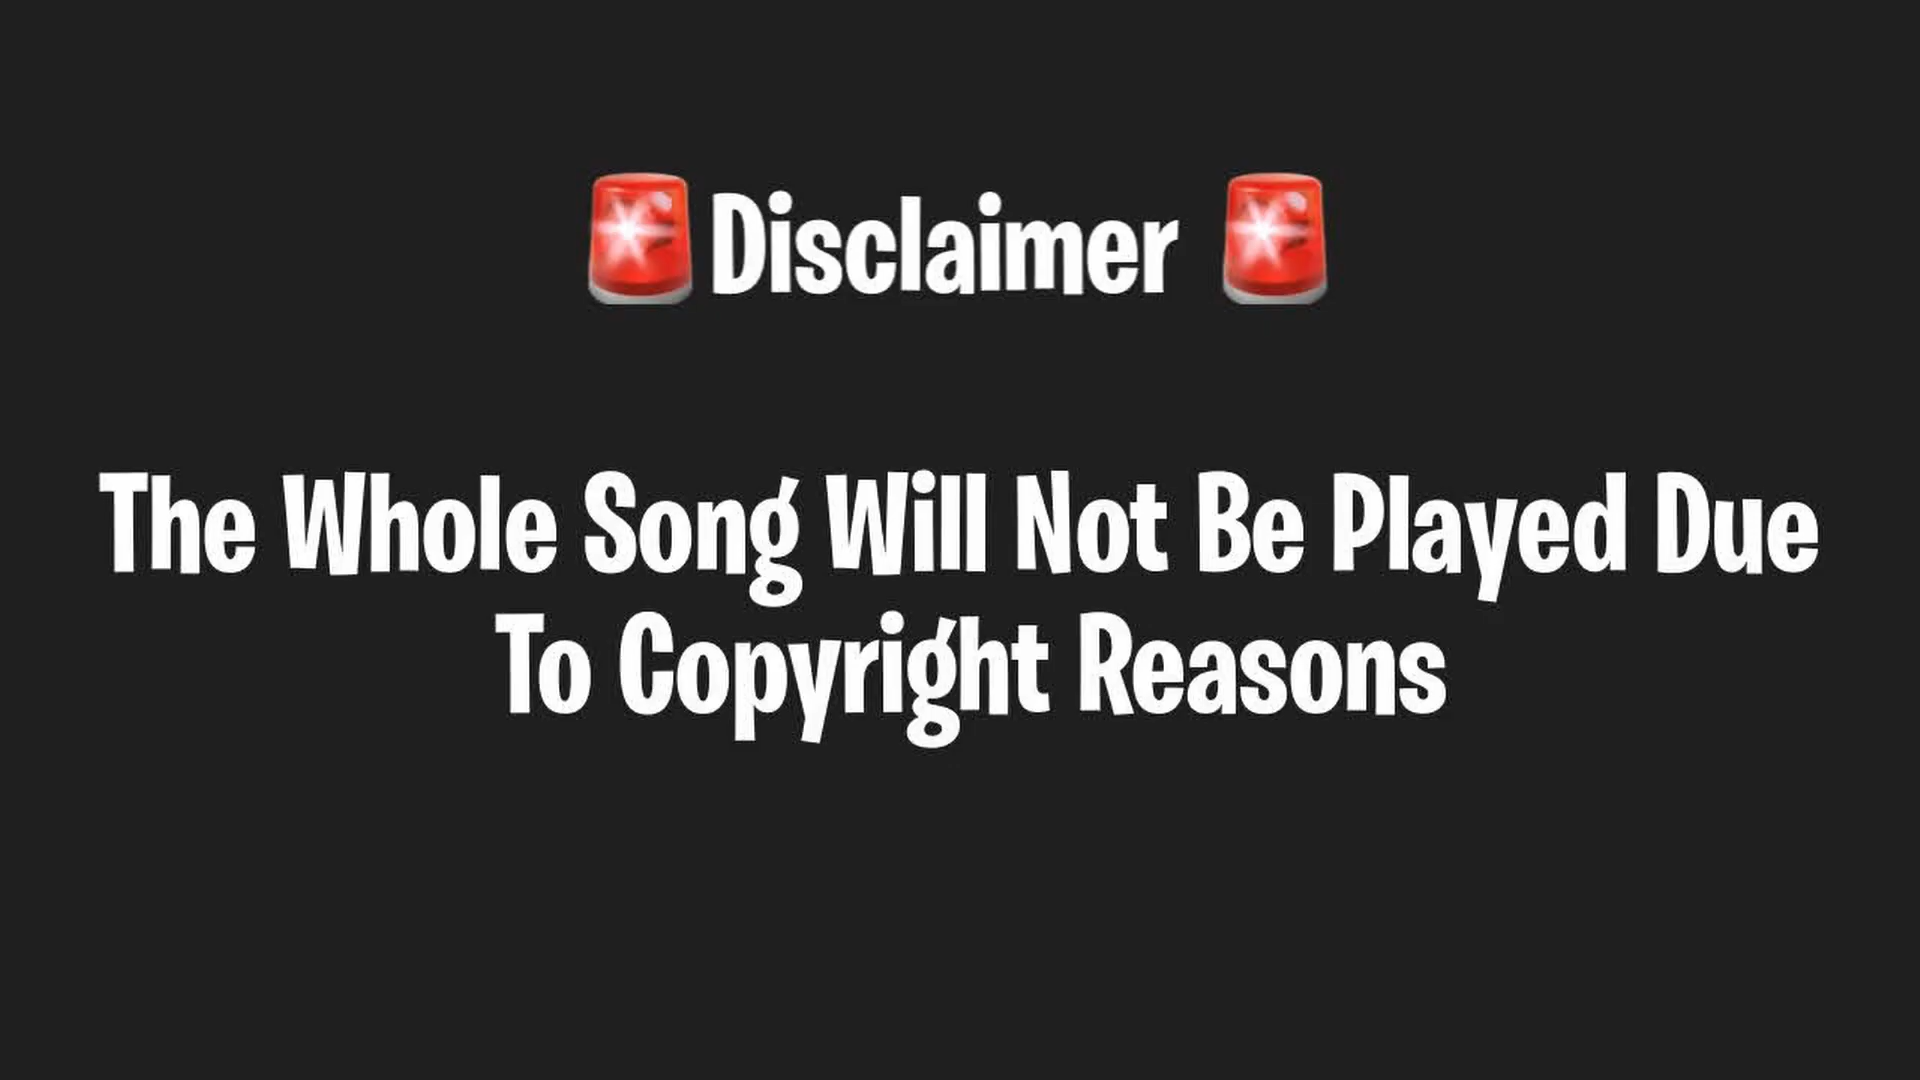 🚨Disclaimer 🚨
The Whole Song Will Not Be Played Due
To Copyright Reasons